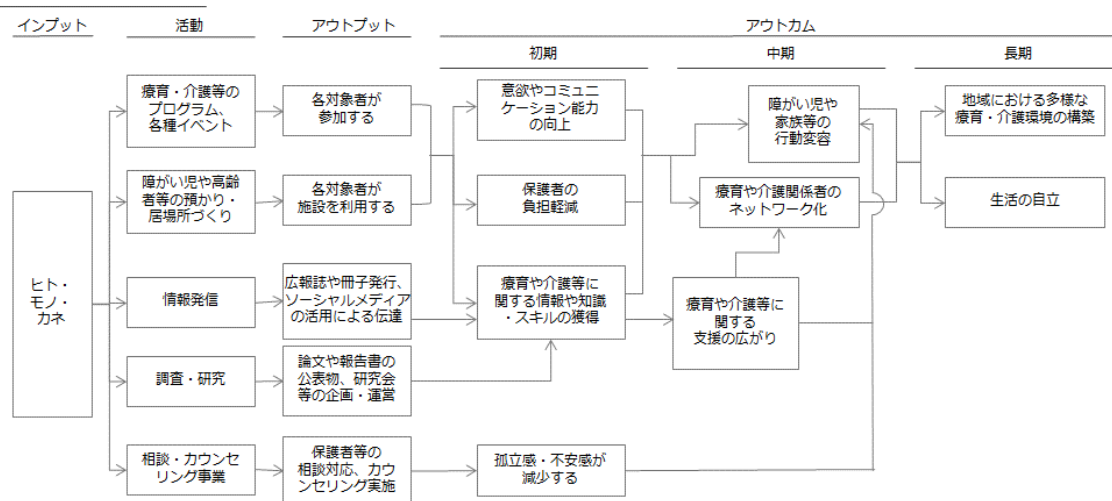 インプット
活動
アウトプット
アウトカム
初期
中期
長期
ヒト・
モノ・
カネ
療育・介護等の
プログラム、
各種イベント
障がい児や高齢
者等の預かり・
居場所づくり
情報発信
調査・研究
相談・カウンセ
リング事業
各対象者が
参加する
各対象者が
施設を利用する
広報誌や冊子発行、
ソーシャルメディア
の活用による伝達
論文や報告書の
公表物、研究会
等の企画・運営
保護者等の
相談対応、カウ
ンセリング実施
意欲やコミュニ
ケーション能力
の向上
保護者の
負担軽減
療育や介護等に
関する情報や知識
・スキルの獲得
孤立感・不安感が
減少する
障がい児や
家族等の
行動変容
療育や介護関係者の
ネットワーク化
療育や介護等に
関する
支援の広がり
地域における多様な
療育・介護環境の構築
生活の自立